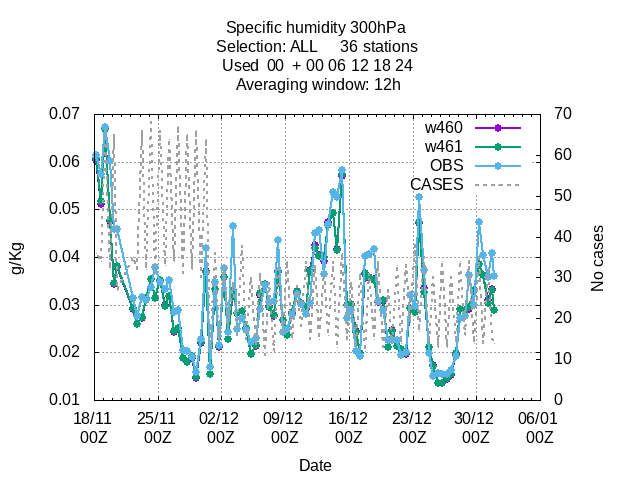 Specific humidity 300hPa
Selection: ALL 36 stations
Used 00 + 00 06 12 18 24
Averaging window: 12h
w460
w461
OBS
CASES
0.07
0.06
0.05
0.04
0.03
0.02
0.01
g/Kg
70
60
50
40
30
20
10
0
No cases
18/11 25/11 02/12 09/12 16/12 23/12 30/12 06/01
00Z 00Z 00Z 00Z 00Z 00Z 00Z 00Z
Date